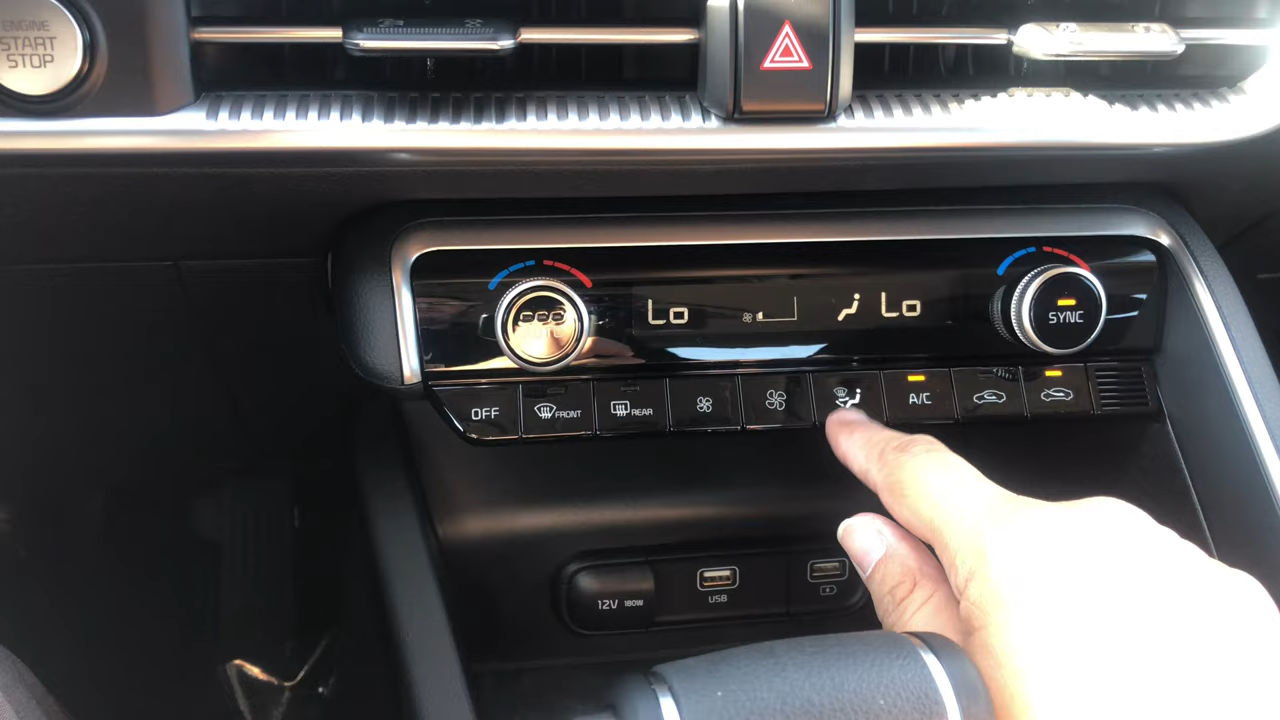 ENGINE
START
STOP
Lo
Lo
SYNC
OFF
FRONT
REAR
A/C
12V 180W
USB